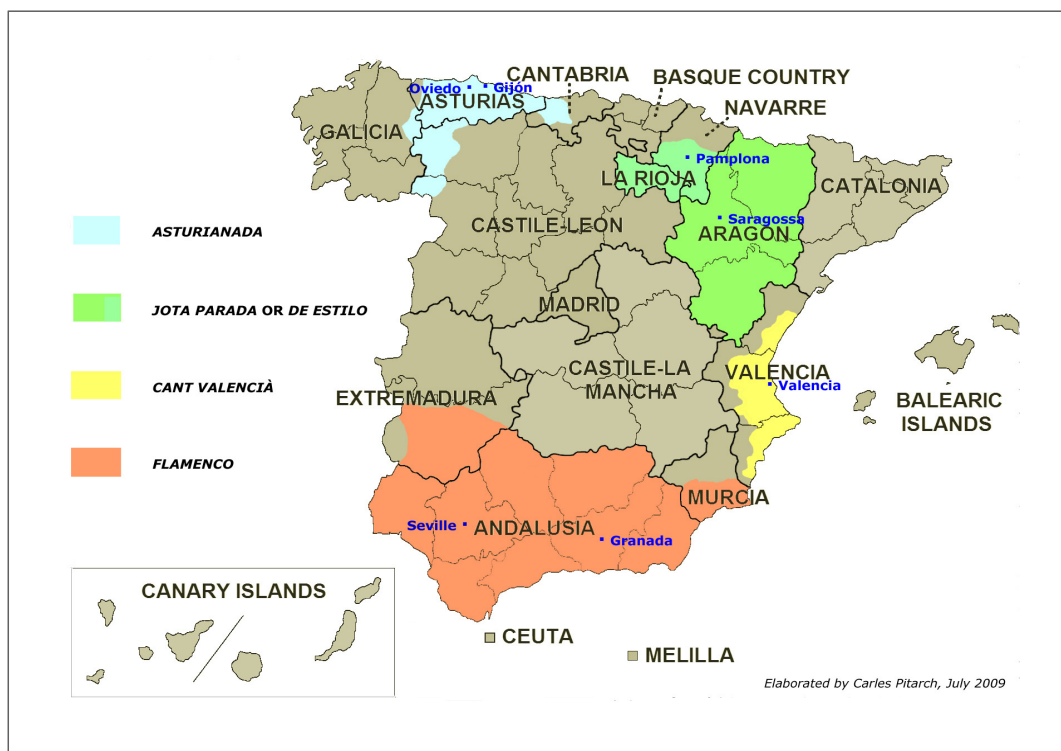 CANTABRIA
BASQUE COUNTRY
Oviedo
Gijón
ASTURIAS
NAVARRE
GALICIA
Pamplona
LA RIOJA
CATALONIA
ASTURIANADA
CASTILE-LEÓN
Saragossa
ARAGÓN
JOTA PARADA OR DE ESTILO
MADRID
CANT VALENCIÀ
CASTILE-LA
MANCHA
VALENCIA
Valencia
EXTREMADURA
BALEARIC
ISLANDS
FLAMENCO
MURCIA
Seville
ANDALUSIA
Granada
CANARY ISLANDS
CEUTA
MELILLA
Elaborated by Carles Pitarch, July 2009